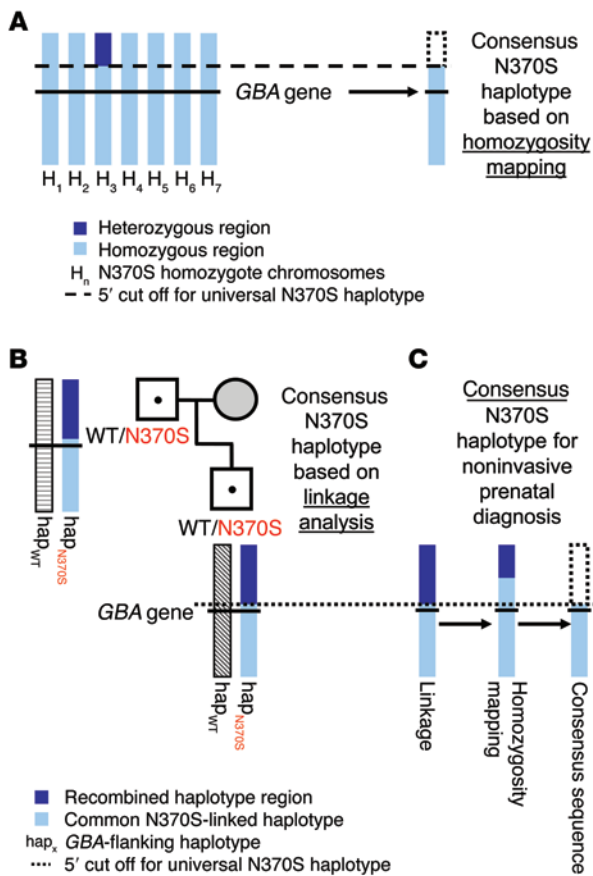 A
Consensus
N370S
haplotype
based on
homozygosity
mapping
GBA gene
H1 H2 H3 H4 H5 H6 H7
Heterozygous region
Homozygous region
Hn N370S homozygote chromosomes
5′ cut off for universal N370S haplotype
B
WT/N370S
hapWT
hapN370S
Consensus
N370S
haplotype
based on
linkage
analysis
WT/N370S
GBA gene
hapWT
hapN370S
C
Consensus
N370S
haplotype for
noninvasive
prenatal
diagnosis
Linkage
Homozygosity
mapping
Consensus sequence
Recombined haplotype region
Common N370S-linked haplotype
hapx GBA-flanking haplotype
5′ cut off for universal N370S haplotype